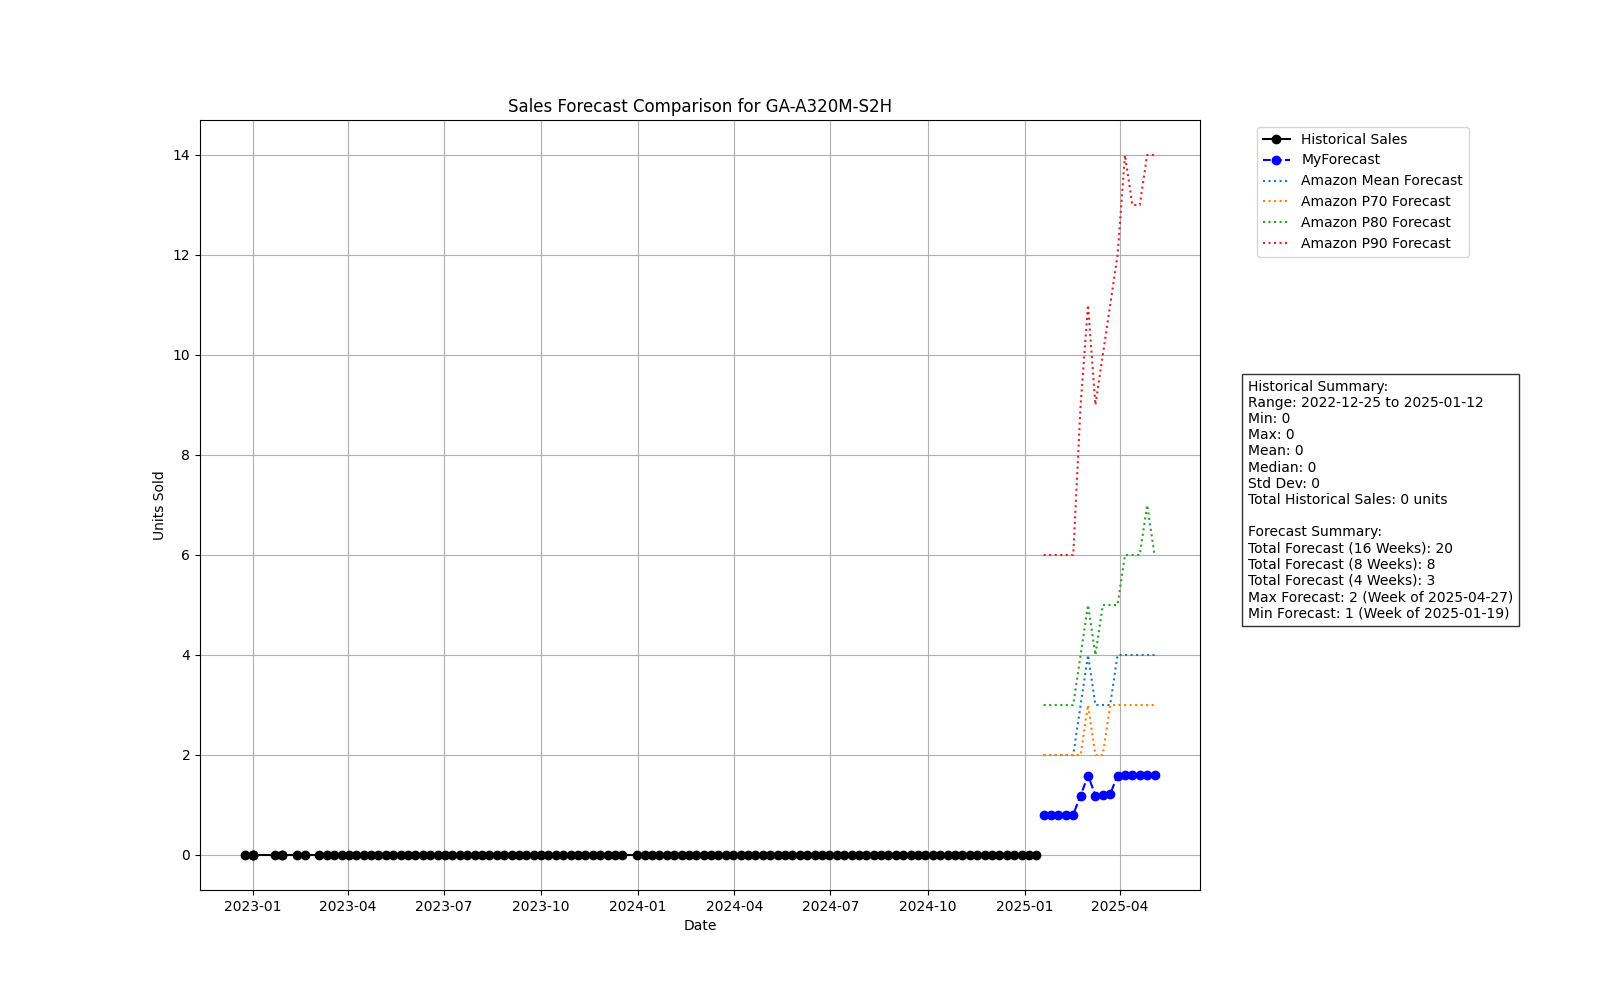 Sales Forecast Comparison for GA-A320M-S2H
Units Sold
14
12
10
8
6
4
2
0
2023-01
2023-04
2023-07
2023-10
2024-01
2024-04
2024-07
2024-10
2025-01
2025-04
Date
Historical Sales
MyForecast
Amazon Mean Forecast
Amazon P70 Forecast
Amazon P80 Forecast
Amazon P90 Forecast
Historical Summary:
Range: 2022-12-25 to 2025-01-12
Min: 0
Max: 0
Mean: 0
Median: 0
Std Dev: 0
Total Historical Sales: 0 units
Forecast Summary:
Total Forecast (16 Weeks): 20
Total Forecast (8 Weeks): 8
Total Forecast (4 Weeks): 3
Max Forecast: 2 (Week of 2025-04-27)
Min Forecast: 1 (Week of 2025-01-19)